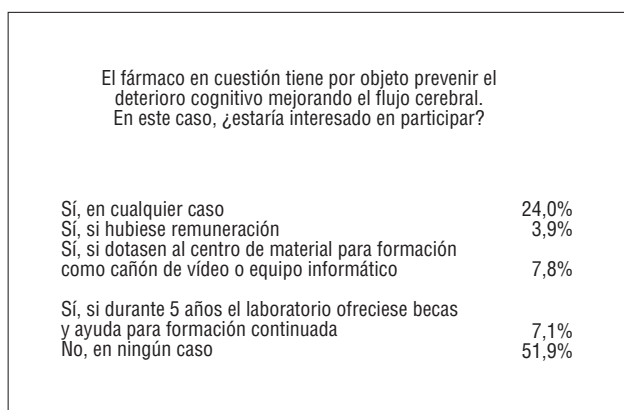 El fármaco en cuestión tiene por objeto prevenir el
deterioro cognitivo mejorando el flujo cerebral.
En este caso, ¿estaría interesado en participar?
Sí, en cualquier caso 24,0%
Sí, si hubiese remuneración 3,9%
Sí, si dotasen al centro de material para formación
como cañón de vídeo o equipo informático 7,8%
Sí, si durante 5 años el laboratorio ofreciese becas
y ayuda para formación continuada 7,1%
No, en ningún caso 51,9%